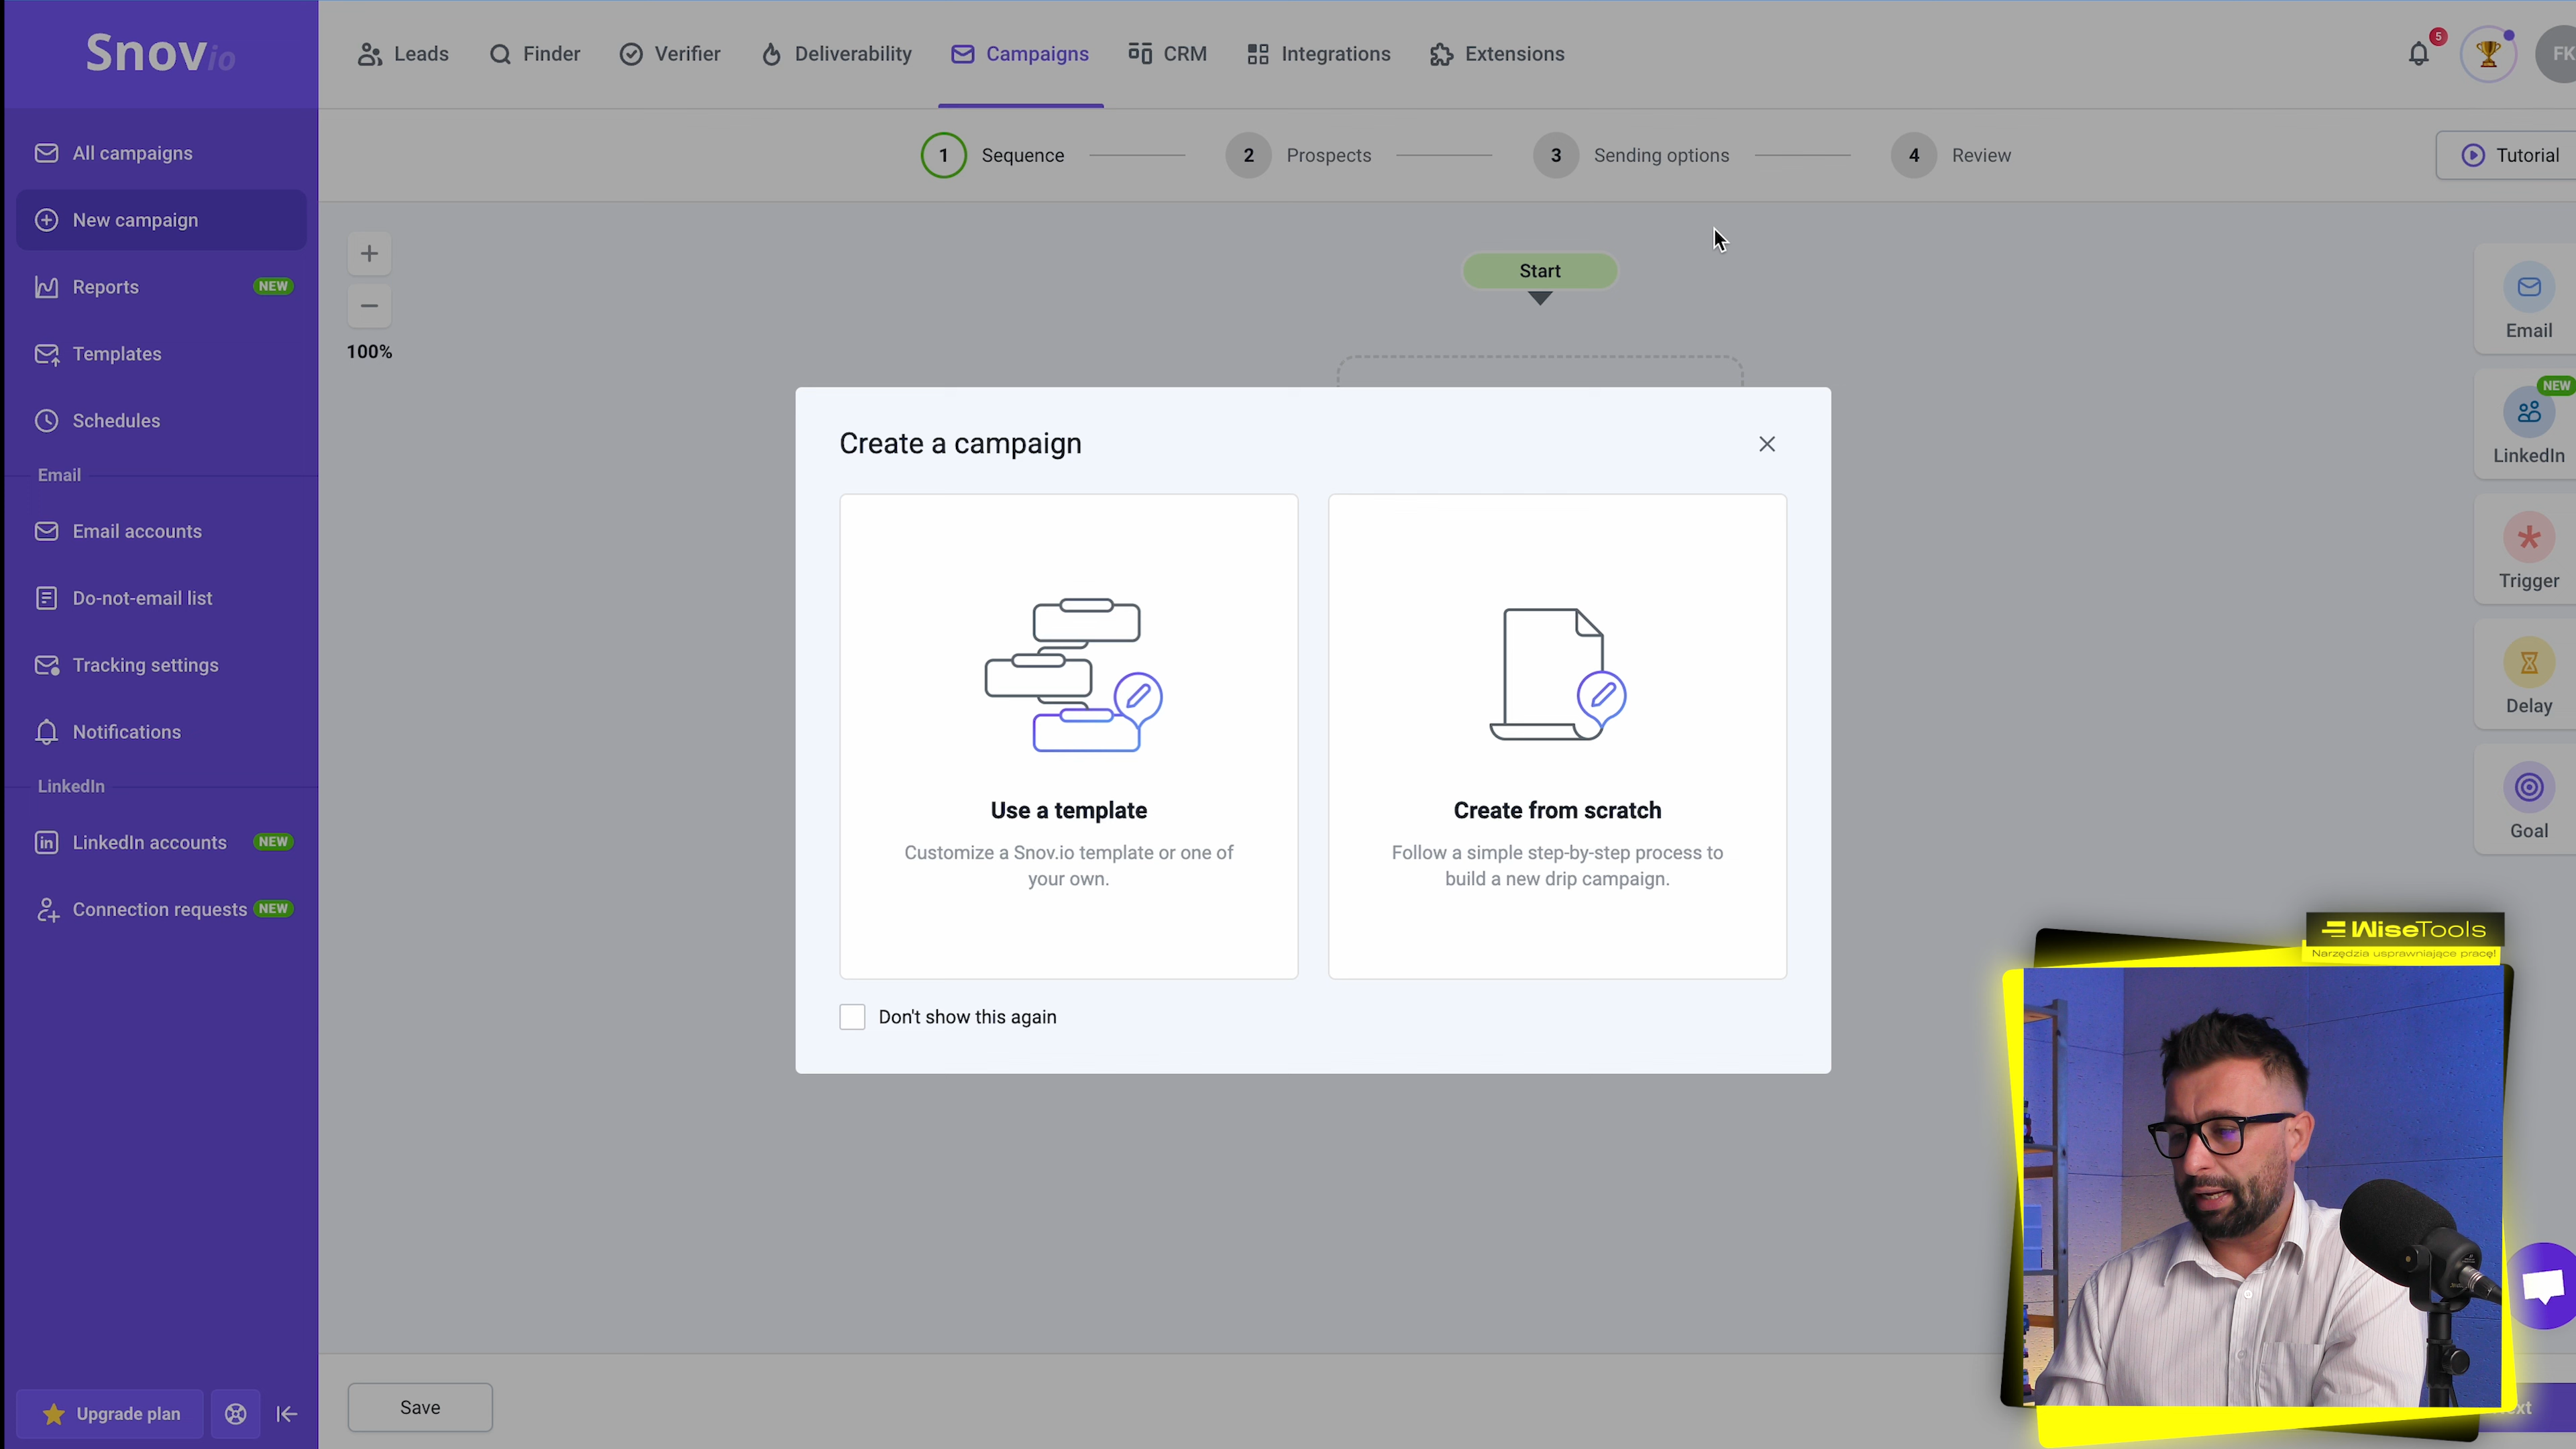 Snovio
Leads
Finder
Verifier
Deliverability
Campaigns
CRM
Integrations
Extensions
5
FK
All campaigns
New campaign
Reports
NEW
Templates
Schedules
Email
Email accounts
Do-not-email list
Tracking settings
Notifications
LinkedIn
LinkedIn accounts
NEW
Connection requests
NEW
Upgrade plan
1 Sequence
2 Prospects
3 Sending options
4 Review
Tutorial
100%
Start
Create a campaign
Use a template
Customize a Snov.io template or one of
your own.
Create from scratch
Follow a simple step-by-step process to
build a new drip campaign.
Don't show this again
Email
NEW
LinkedIn
Trigger
Delay
Goal
WiseTools
Narzędzia usprawniające pracę!
Save